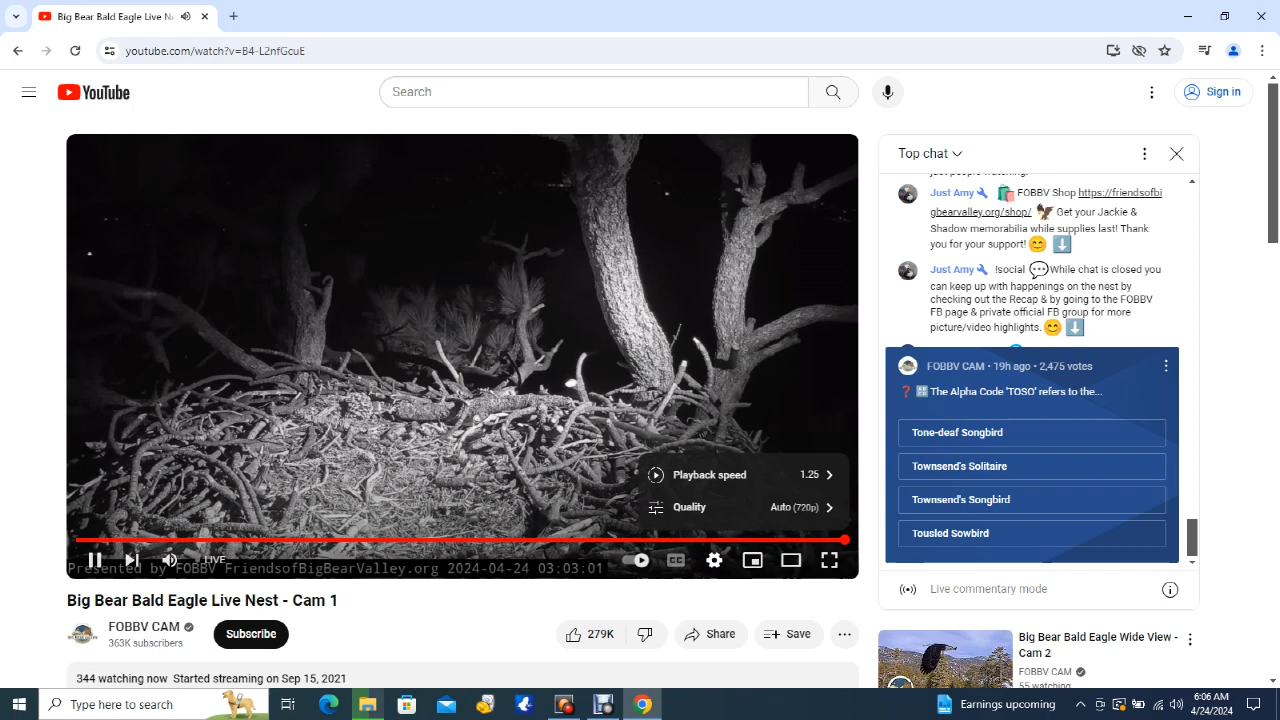 Big Bear Bald Eagle Live N
youtube.com/watch?v=B4-L2nfGcuE
YouTube
Search
Sign in
Top chat
just people watching.
Just Amy FOBBV Shop https://friendsofbi
gbearvalley.org/shop/ Get your Jackie &
Shadow memorabilia while supplies last! Thank
you for your support!
Just Amy !social While chat is closed you
can keep up with happenings on the nest by
checking out the Recap & by going to the FOBBV
FB page & private official FB group for more
picture/video highlights.
FOBBV CAM • 19h ago • 2,475 votes
The Alpha Code 'TOSO' refers to the...
Tone-deaf Songbird
Townsend's Solitaire
Townsend's Songbird
Tousled Sowbird
Live commentary mode
Playback speed 1.25
Quality Auto (720p)
LIVE
Presented by FOBBV FriendsofBigBearValley.org 2024-04-24 03:03:01
Big Bear Bald Eagle Live Nest - Cam 1
FOBBV CAM
363K subscribers
Subscribe
279K
Share
Save
344 watching now Started streaming on Sep 15, 2021
Big Bear Bald Eagle Wide View -
Cam 2
FOBBV CAM
55 watching
Type here to search
Earnings upcoming
6:06 AM
4/24/2024